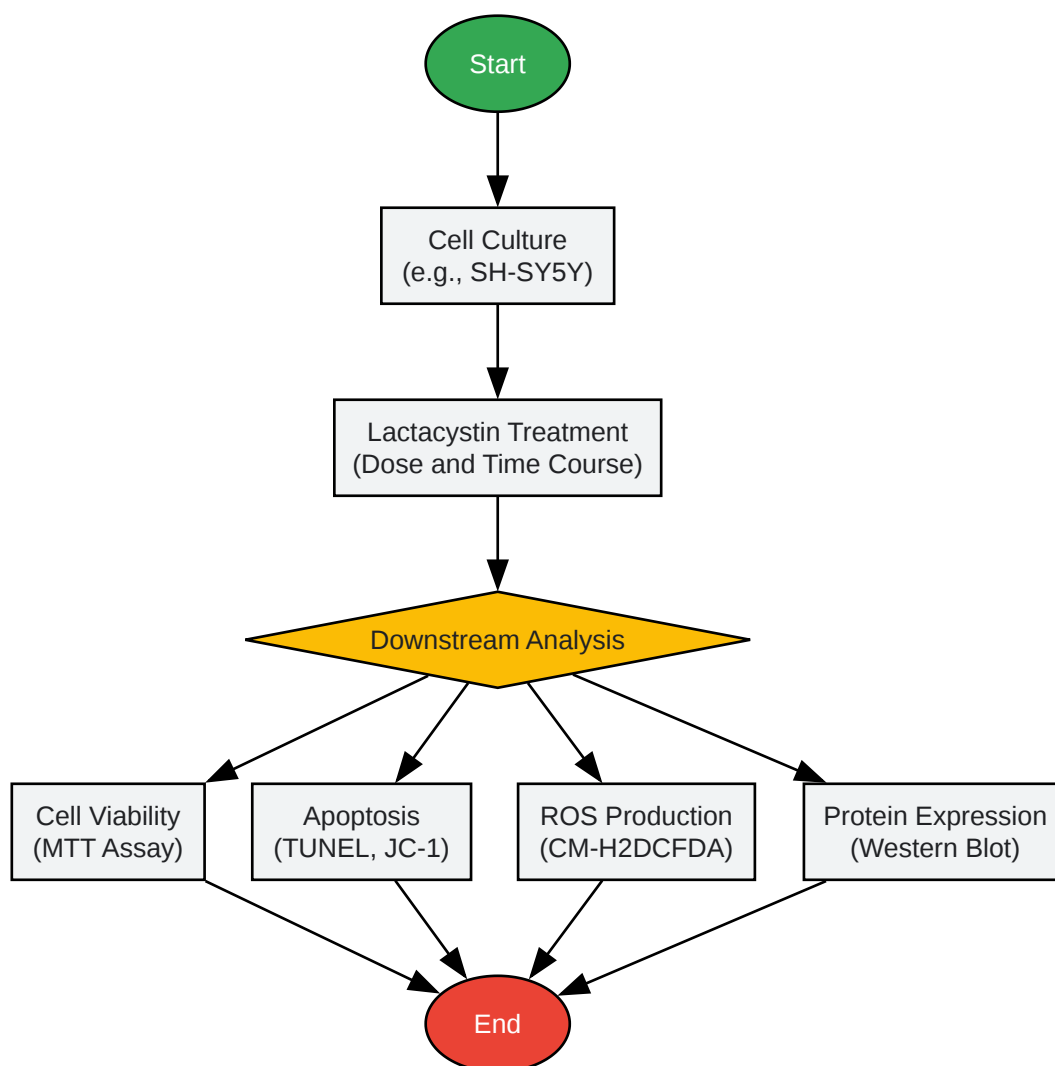 Start
Cell Culture
(e.g., SH-SY5Y)
Lactacystin Treatment
(Dose and Time Course)
Downstream Analysis
Cell Viability
(MTT Assay)
Apoptosis
(TUNEL, JC-1)
ROS Production
(CM-H2DCFDA)
Protein Expression
(Western Blot)
End